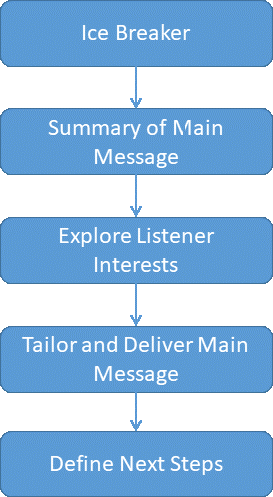 Ice Breaker
Summary of Main
Message
Explore Listener
Interests
Tailor and Deliver Main
Message
Define Next Steps